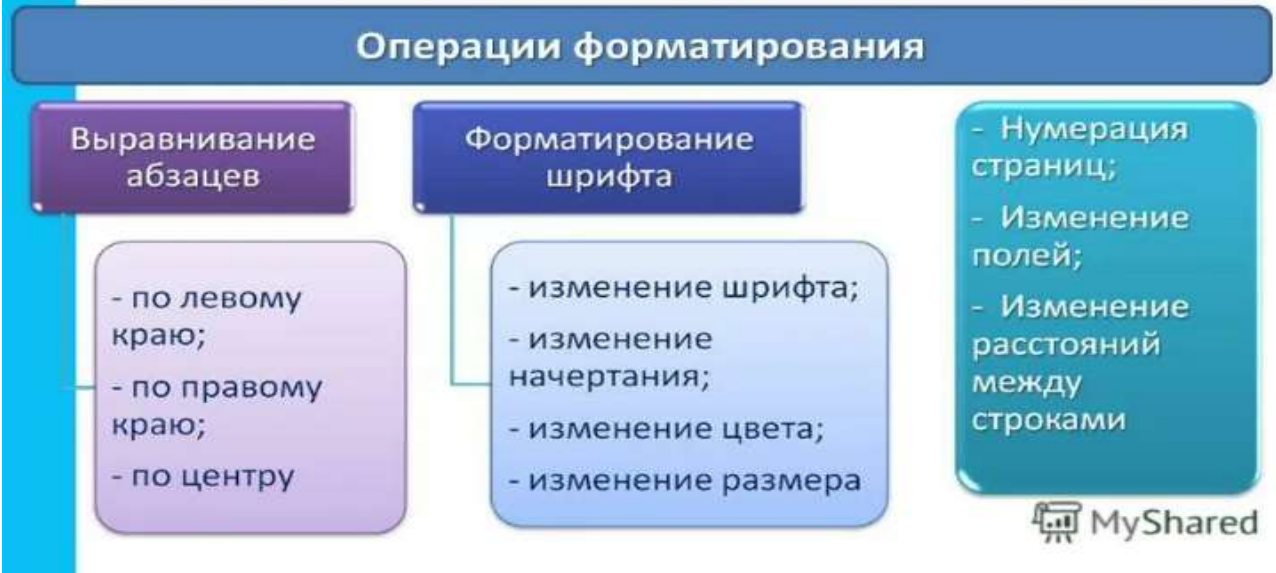 Операции форматирования
Выравнивание
абзацев
- по левому
краю;
- по правому
краю;
- по центру
Форматирование
шрифта
- изменение шрифта;
- изменение
начертания;
- изменение цвета;
- изменение размера
- Нумерация
страниц;
- Изменение
полей;
- Изменение
расстояний
между
строками
MyShared